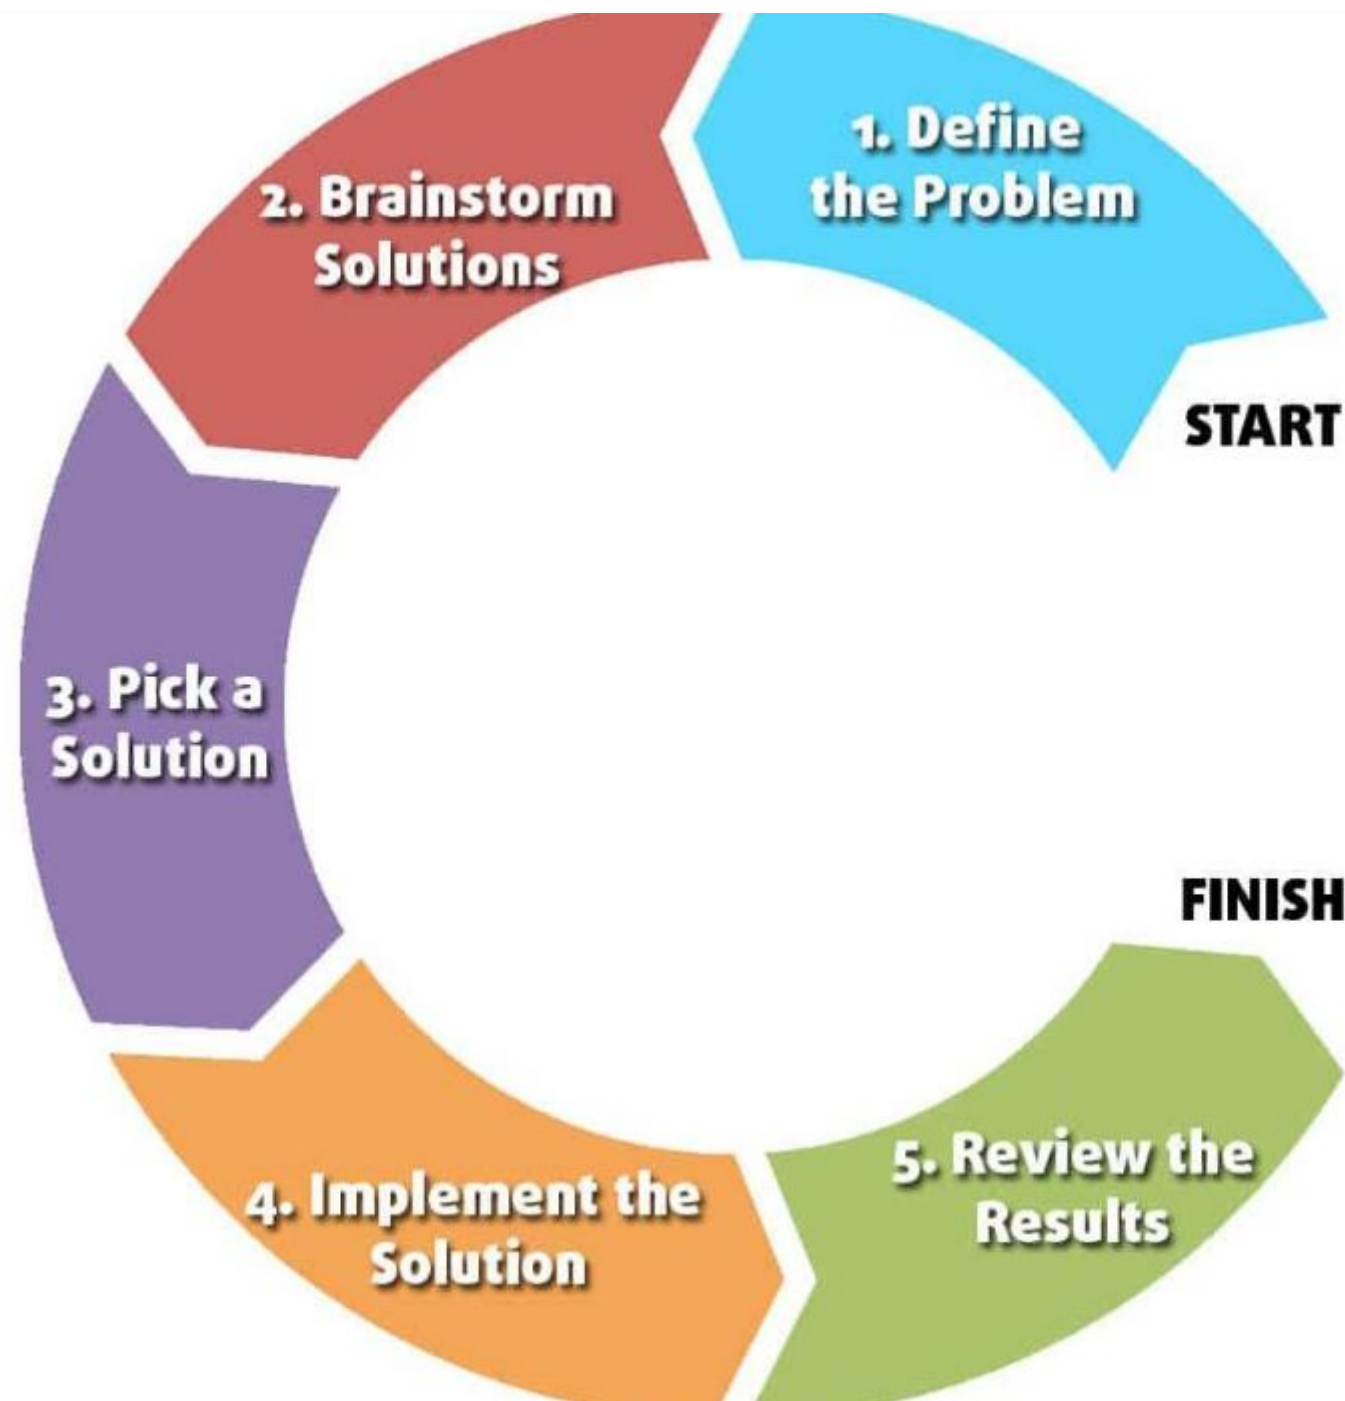 1. Define
the Problem
START
2. Brainstorm
Solutions
3. Pick a
Solution
4. Implement the
Solution
5. Review the
Results
FINISH